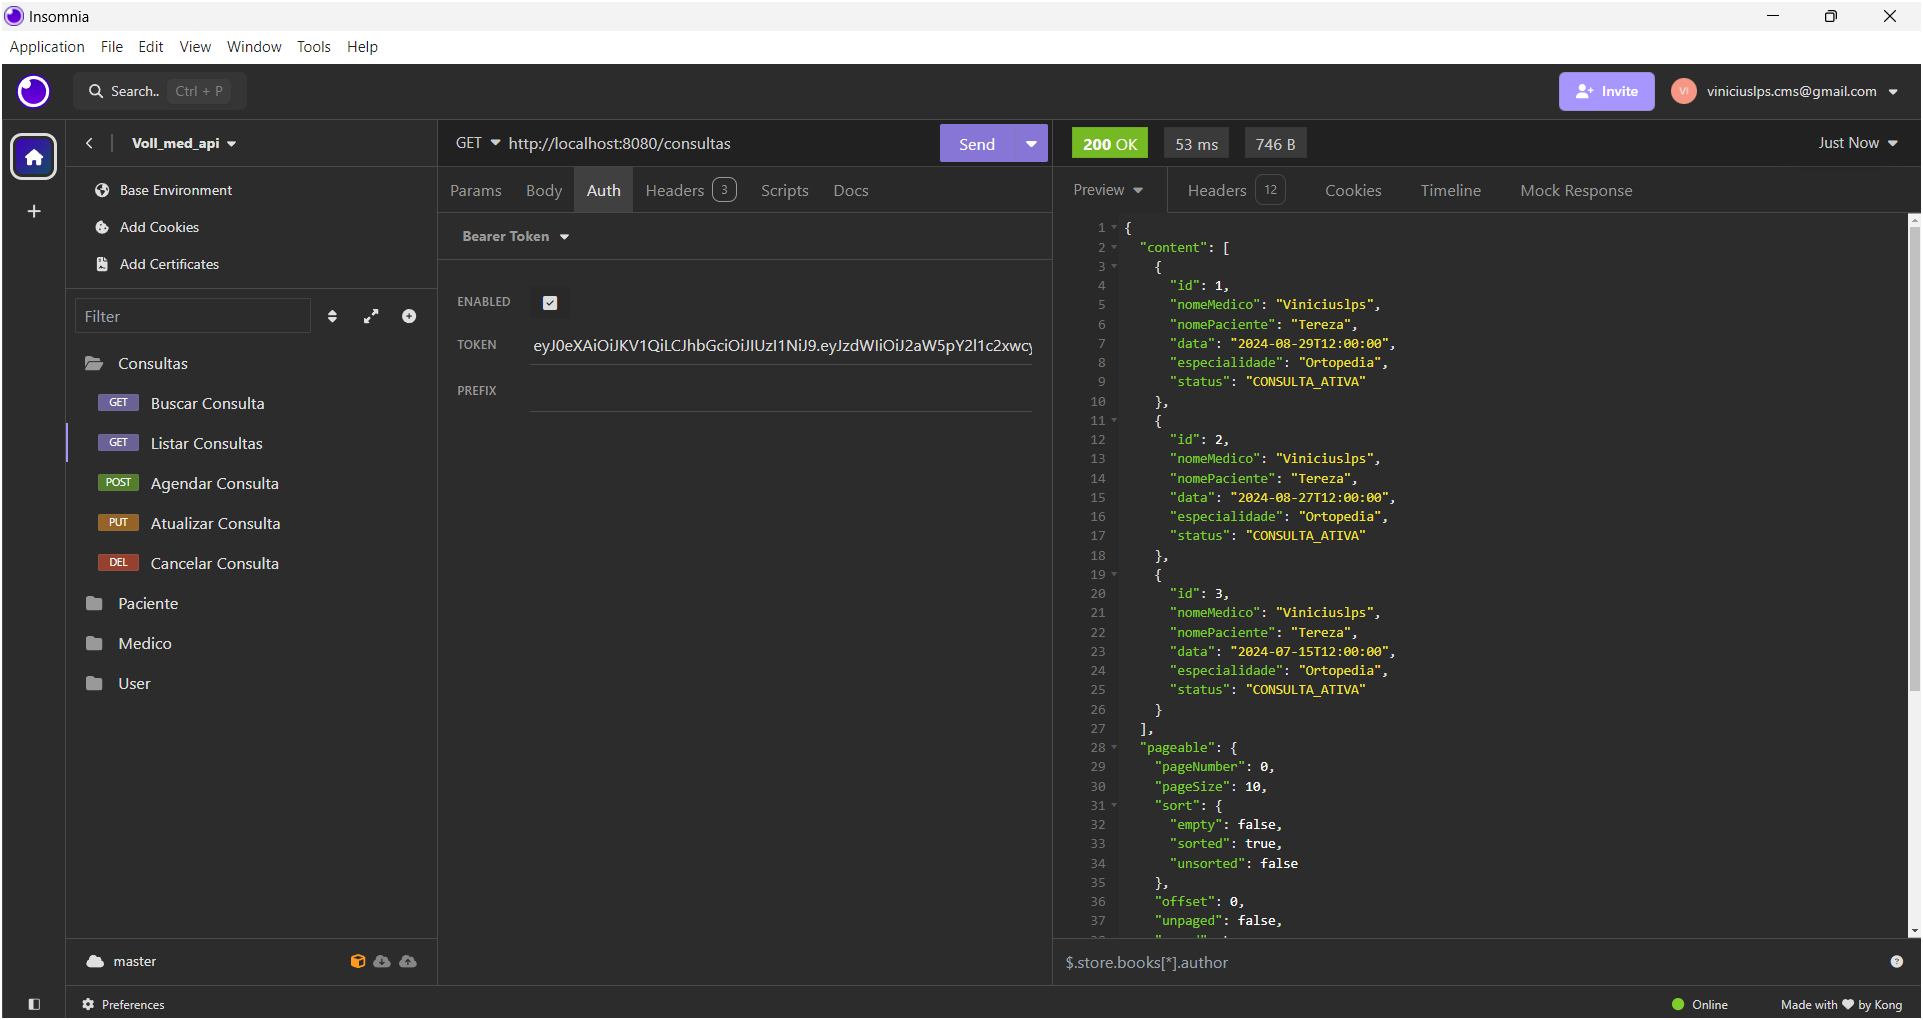 Insomnia
Application File Edit View Window Tools Help
Search.. Ctrl + P
Invite
VI viniciuslps.cms@gmail.com
Voll_med_api
GET http://localhost:8080/consultas
Send
200 OK 53 ms 746 B
Just Now
Base Environment
Add Cookies
Add Certificates
Filter
Consultas
GET Buscar Consulta
GET Listar Consultas
POST Agendar Consulta
PUT Atualizar Consulta
DEL Cancelar Consulta
Paciente
Medico
User
master
Preferences
Params Body Auth Headers 3 Scripts Docs
Bearer Token
ENABLED
TOKEN
PREFIX
Preview Headers 12 Cookies Timeline Mock Response
1 {
2 "content": [
3 {
4 "id": 1,
5 "nomeMedico": "Viniciuslps",
6 "nomePaciente": "Tereza",
7 "data": "2024-08-29T12:00:00",
8 "especialidade": "Ortopedia",
9 "status": "CONSULTA_ATIVA"
10 },
11 {
12 "id": 2,
13 "nomeMedico": "Viniciuslps",
14 "nomePaciente": "Tereza",
15 "data": "2024-08-27T12:00:00",
16 "especialidade": "Ortopedia",
17 "status": "CONSULTA_ATIVA"
18 },
19 {
20 "id": 3,
21 "nomeMedico": "Viniciuslps",
22 "nomePaciente": "Tereza",
23 "data": "2024-07-15T12:00:00",
24 "especialidade": "Ortopedia",
25 "status": "CONSULTA_ATIVA"
26 }
27 ],
28 "pageable": {
29 "pageNumber": 0,
30 "pageSize": 10,
31 "sort": {
32 "empty": false,
33 "sorted": true,
34 "unsorted": false
35 },
36 "offset": 0,
37 "unpaged": false,
$.store.books[*].author
Online
Made with by Kong